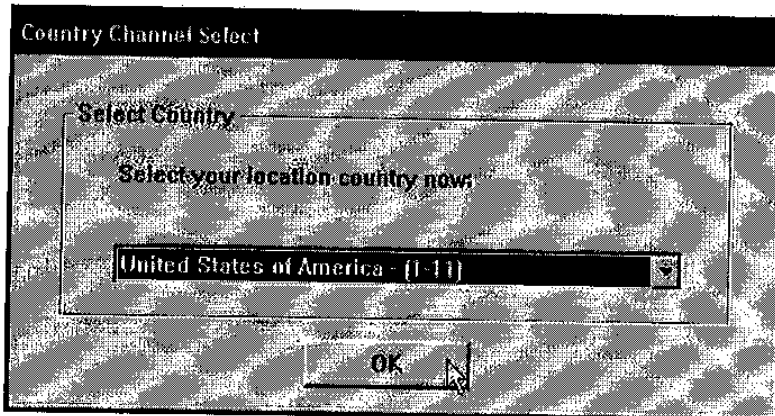 Country Channel Select
Select Country
Select your location country now:
United States of America - (1-11)
OK